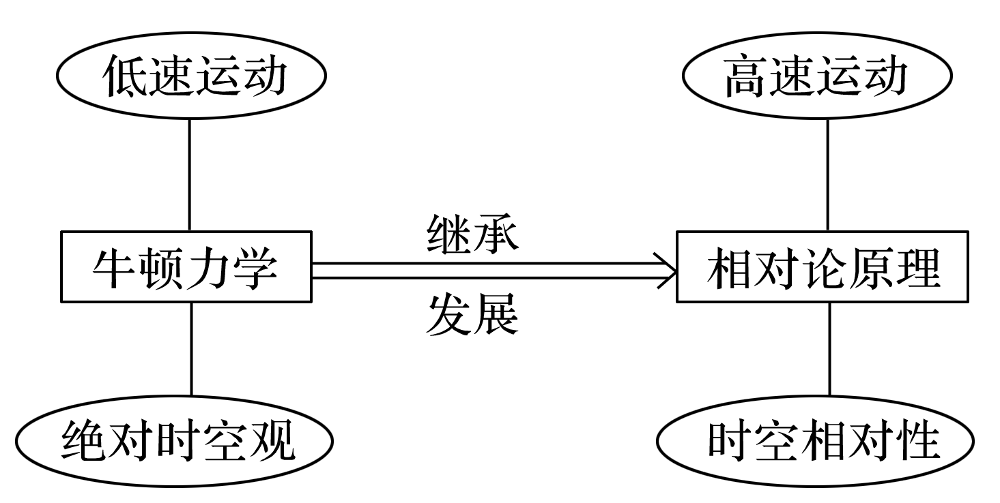 低速运动
高速运动
继承
牛顿力学
相对论原理
发展
绝对时空观
时空相对性